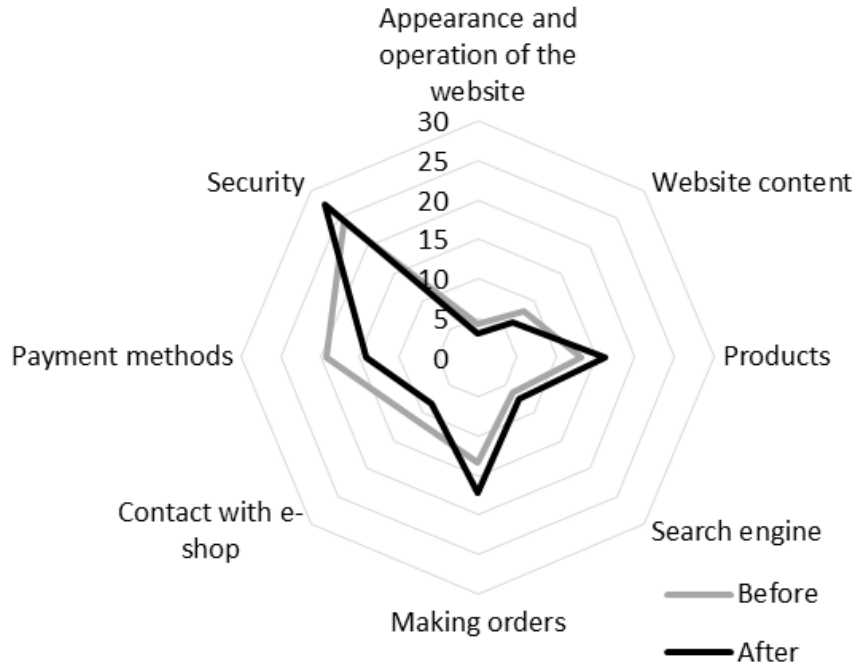 Appearance and
operation of the
website
30
25
20
15
10
5
0
Security
Website content
Payment methods
Products
Contact with e-
shop
Search engine
Making orders
Before
After